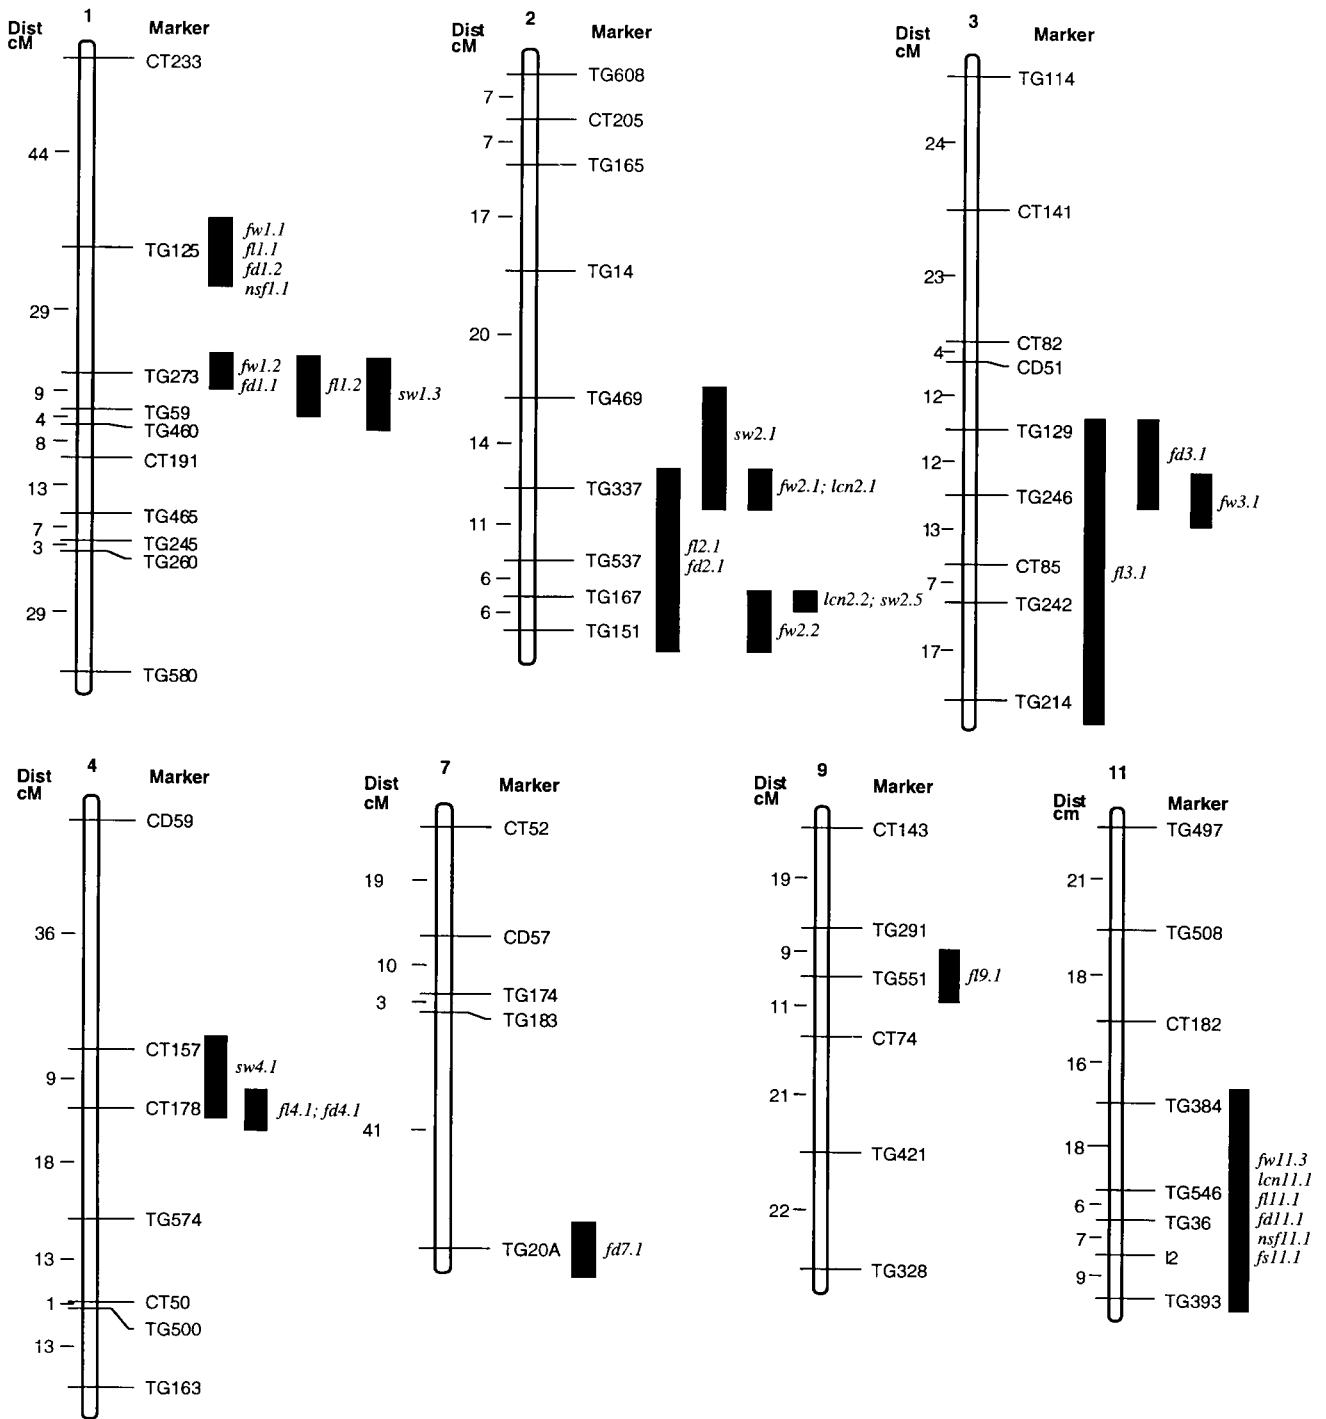 1
Dist
cM
Marker
CT233
44
TG125
fw1.1
fl1.1
fd1.2
nsf1.1
29
TG273
fw1.2
fd1.1
fl1.2
sw1.3
9
TG59
4
TG460
8
CT191
13
TG465
7
TG245
3
TG260
29
TG580
2
Dist
cM
Marker
TG608
7
CT205
7
TG165
17
TG14
20
TG469
sw2.1
14
TG337
fw2.1; lcn2.1
11
fl2.1
fd2.1
TG537
6
TG167
lcn2.2; sw2.5
6
TG151
fw2.2
3
Dist
cM
Marker
TG114
24
CT141
23
CT82
4
CD51
12
TG129
fd3.1
12
TG246
fw3.1
13
CT85
fl3.1
7
TG242
17
TG214
4
Dist
cM
Marker
CD59
36
CT157
sw4.1
9
CT178
fl4.1; fd4.1
18
TG574
13
CT50
1
TG500
13
TG163
7
Dist
cM
Marker
CT52
19
CD57
10
TG174
3
TG183
41
TG20A
fd7.1
9
Dist
cM
Marker
CT143
19
TG291
9
TG551
fl9.1
11
CT74
21
TG421
22
TG328
11
Dist
cm
Marker
TG497
21
TG508
18
CT182
16
TG384
18
fw11.3
lcn11.1
fl11.1
fd11.1
nsf11.1
fs11.1
TG546
6
TG36
7
I2
9
TG393